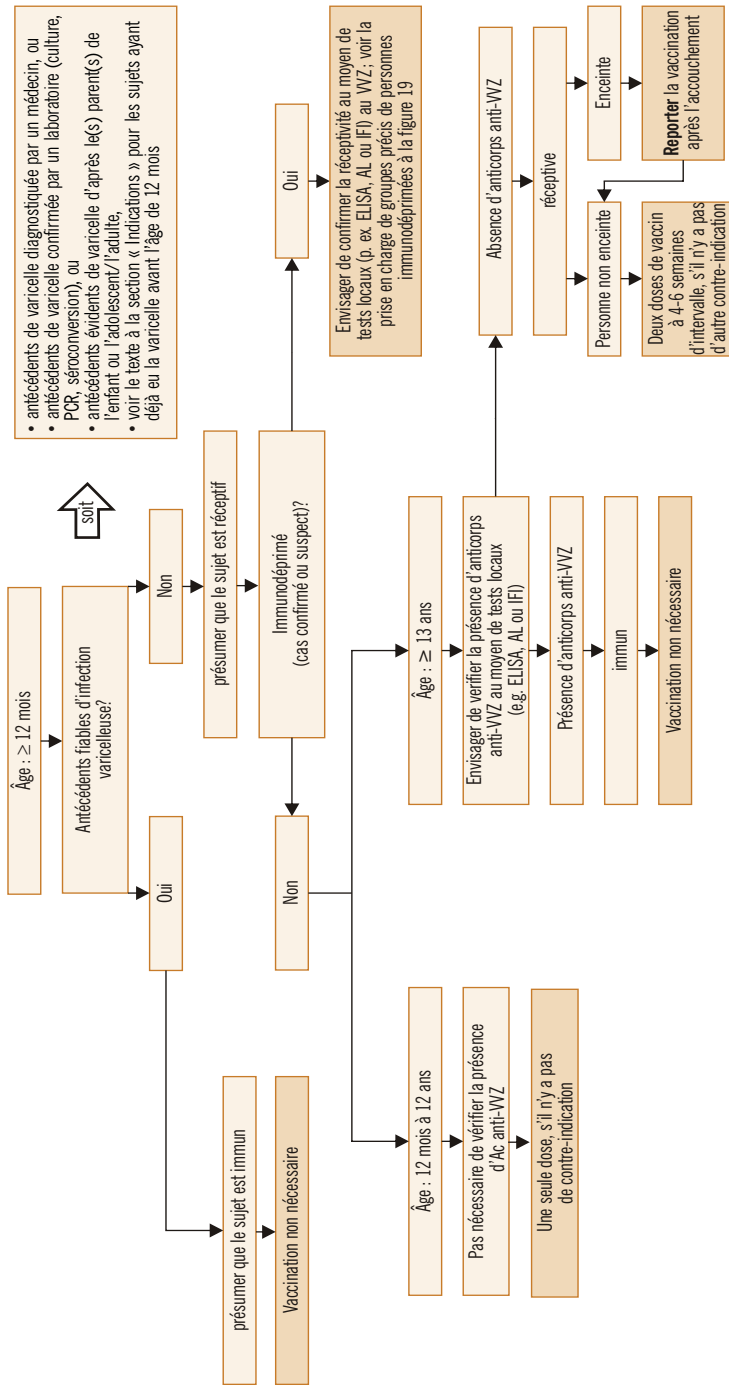 Âge : ≥ 12 mois
Antécédents fiables d'infection
varicelleuse?
soit
• antécédents de varicelle diagnostiquée par un médecin, ou
• antécédents de varicelle confirmée par un laboratoire (culture,
PCR, séroconversion), ou
• antécédents évidents de varicelle d'après le(s) parent(s) de
l'enfant ou l'adolescent/l'adulte,
• voir le texte à la section « Indications » pour les sujets ayant
déjà eu la varicelle avant l'âge de 12 mois
Oui
Non
présumer que le sujet est immun
Vaccination non nécessaire
présumer que le sujet est réceptif
Immunodéprimé
(cas confirmé ou suspect)?
Non
Oui
Envisager de confirmer la réceptivité au moyen de
tests locaux (p. ex. ELISA, AL ou IFI) au VVZ; voir la
prise en charge de groupes précis de personnes
immunodéprimées à la figure 19
Âge : 12 mois à 12 ans
Pas nécessaire de vérifier la présence
d'Ac anti-VVZ
Une seule dose, s'il n'y a pas
de contre-indication
Âge : ≥ 13 ans
Envisager de vérifier la présence d'anticorps
anti-VVZ au moyen de tests locaux
(e.g. ELISA, AL ou IFI)
Présence d'anticorps anti-VVZ
immun
Vaccination non nécessaire
Absence d'anticorps anti-VVZ
réceptive
Personne non enceinte
Enceinte
Deux doses de vaccin
à 4-6 semaines
d'intervalle, s'il n'y a pas
d'autre contre-indication
Reporter la vaccination
après l'accouchement